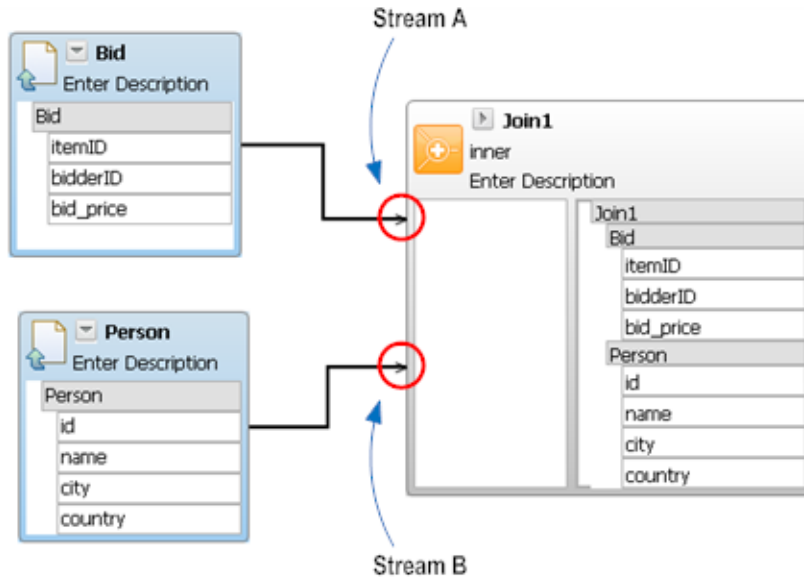 Stream A
Bid
Enter Description
Bid
itemID
bidderID
bid_price
Join1
inner
Enter Description
Join1
Bid
itemID
bidderID
bid_price
Person
id
name
city
country
Person
Enter Description
Person
id
name
city
country
Stream B